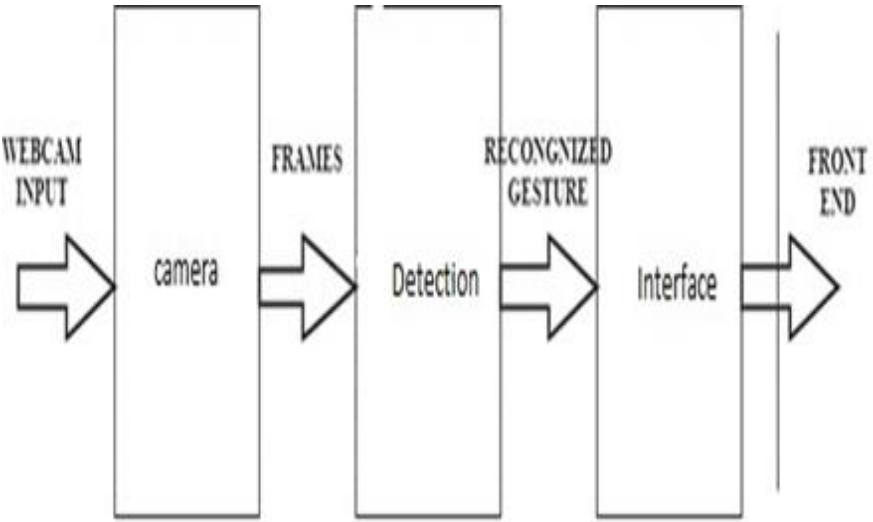 WEBCAM
INPUT
camera
FRAMES
Detection
RECONGNIZED
GESTURE
Interface
FRONT
END